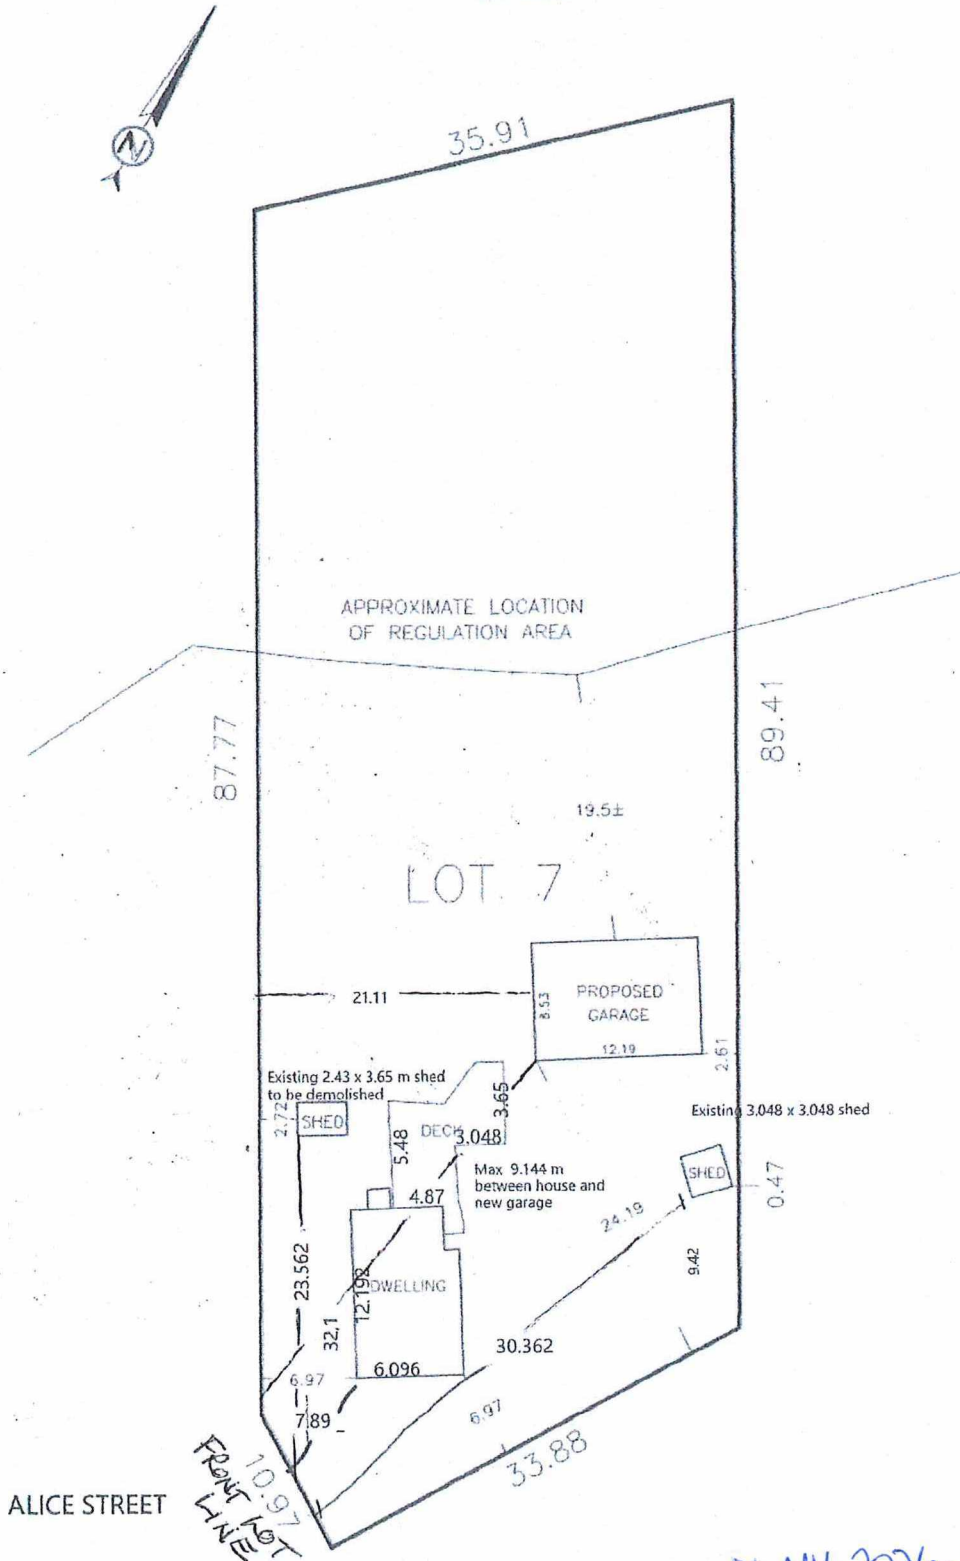 N
35.91
APPROXIMATE LOCATION
OF REGULATION AREA
87.77
89.41
19.5±
LOT 7
21.11
8.53
PROPOSED
GARAGE
12.19
2.61
Existing 2.43 x 3.65 m shed
to be demolished
2.72
SHED
DECK
3.65
3.048
5.48
Existing 3.048 x 3.048 shed
SHED
0.47
Max 9.144 m
between house and
new garage
4.87
24.19
9.42
23.562
32.1
12.192
DWELLING
30.362
6.096
6.97
7.89
6.97
33.88
10.97
FRONT LOT
LINE
ALICE STREET